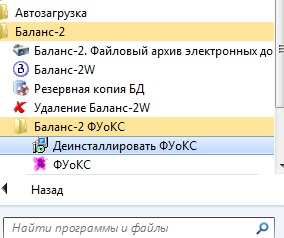 Автозагрузка
Баланс-2
Баланс-2. Файловый архив электронных до
Баланс-2W
Резервная копия БД
Удаление Баланс-2W
Баланс-2 ФУоКС
Деинсталлировать ФУоКС
ФУоКС
Назад
Найти программы и файлы